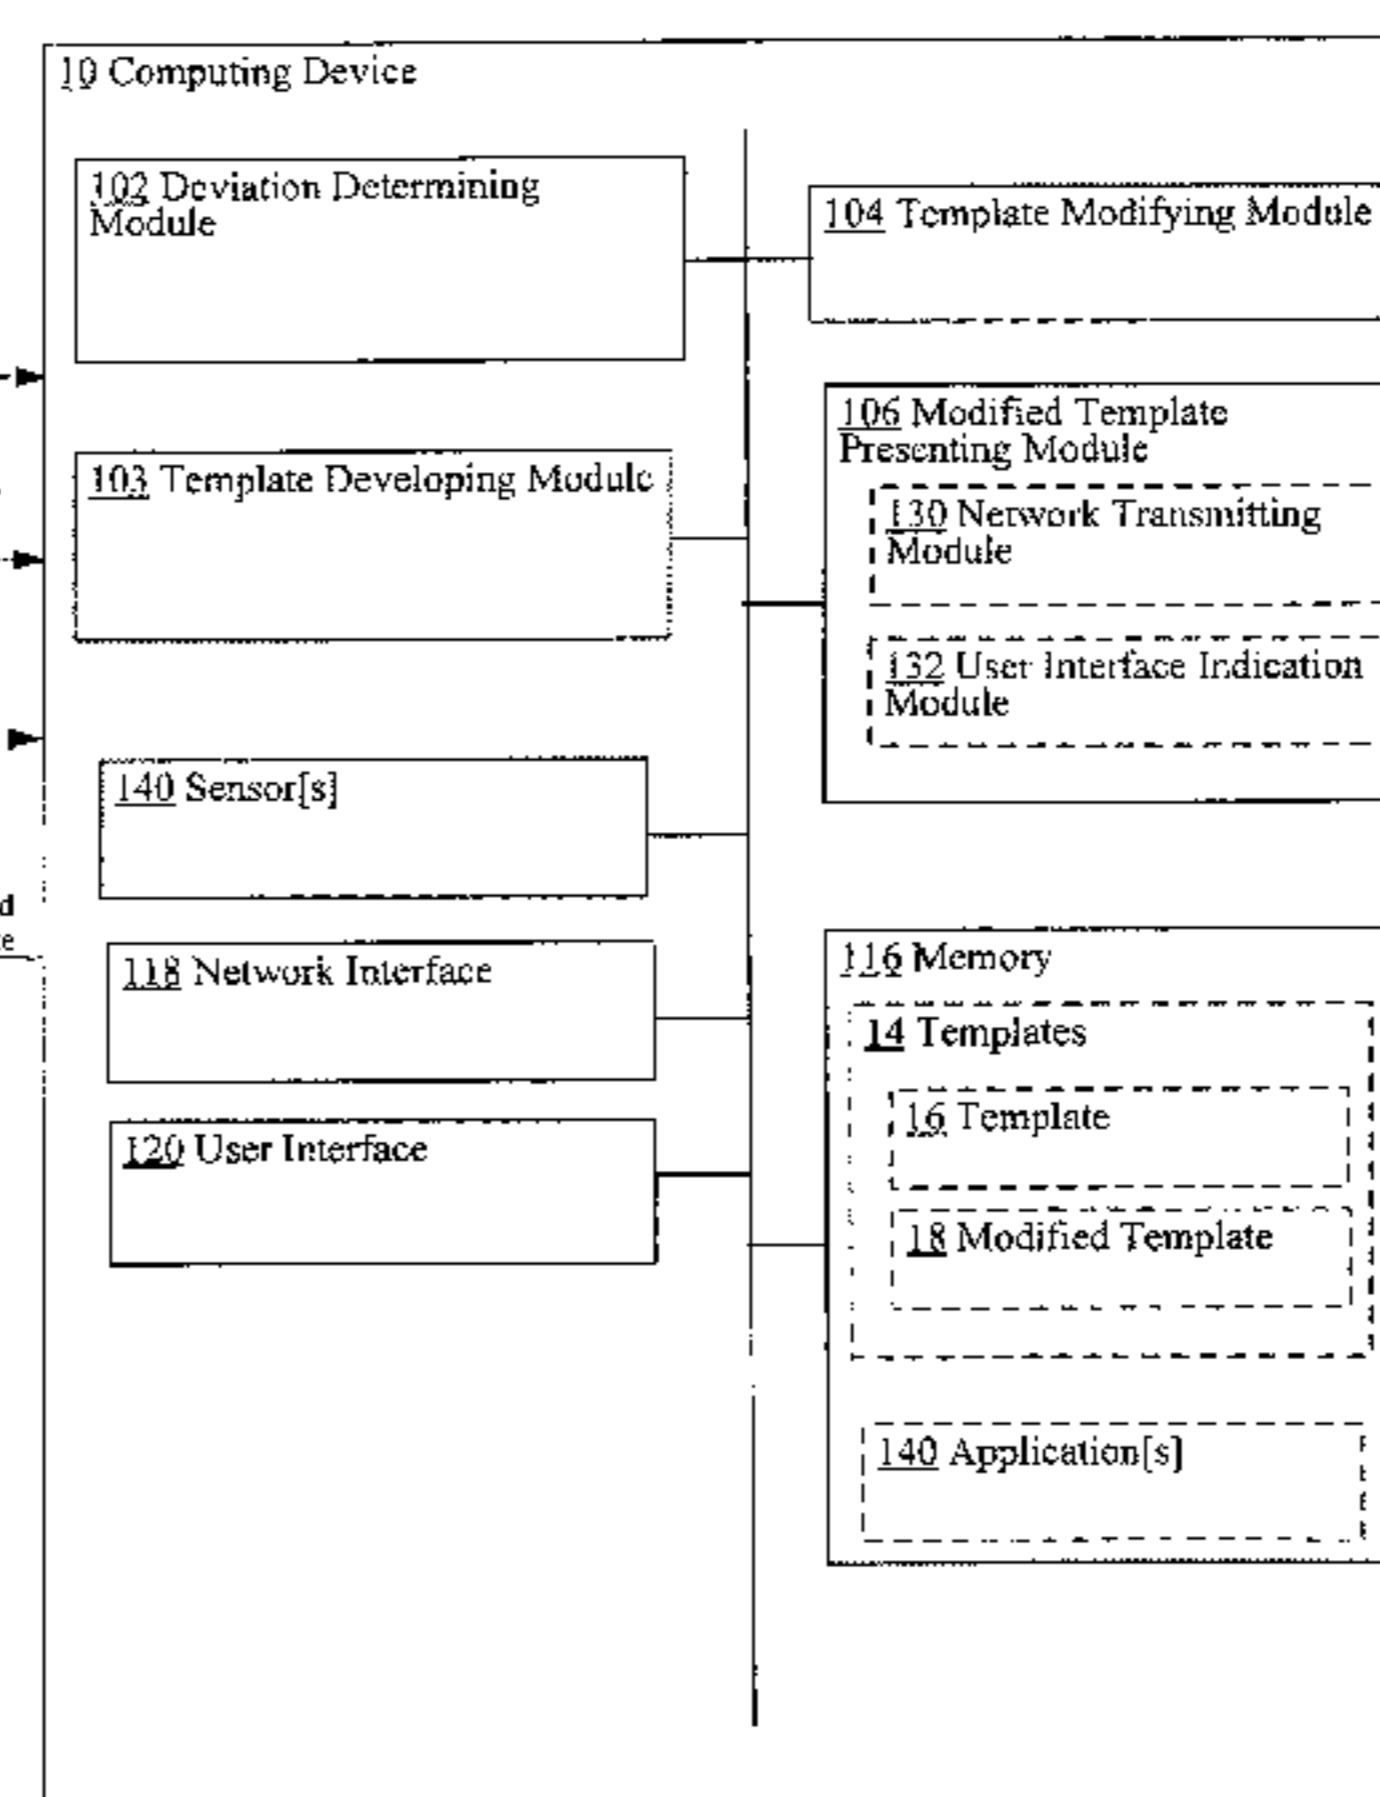 10 Computing Device
102 Deviation Determining
Module
103 Template Developing Module
140 Sensor[s]
118 Network Interface
120 User Interface
104 Template Modifying Module
106 Modified Template
Presenting Module
130 Network Transmitting
Module
132 User Interface Indication
Module
116 Memory
14 Templates
16 Template
18 Modified Template
140 Application[s]